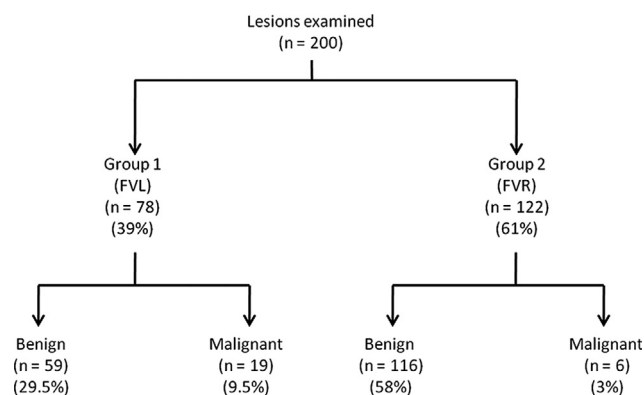 Lesions examined
(n = 200)
Group 1
(FVL)
(n = 78)
(39%)
Group 2
(FVR)
(n = 122)
(61%)
Benign
(n = 59)
(29.5%)
Malignant
(n = 19)
(9.5%)
Benign
(n = 116)
(58%)
Malignant
(n = 6)
(3%)